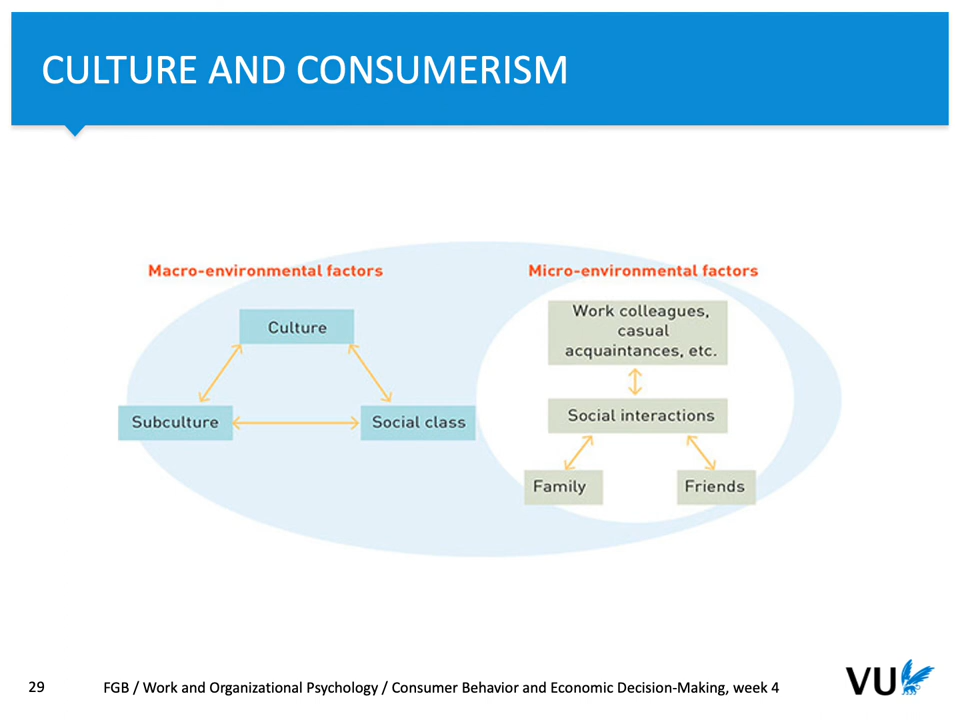 CULTURE AND CONSUMERISM
Macro-environmental factors
Culture
Subculture
Social class
Micro-environmental factors
Work colleagues,
casual
acquaintances, etc.
Social interactions
Family
Friends
29
FGB / Work and Organizational Psychology / Consumer Behavior and Economic Decision-Making, week 4
VU